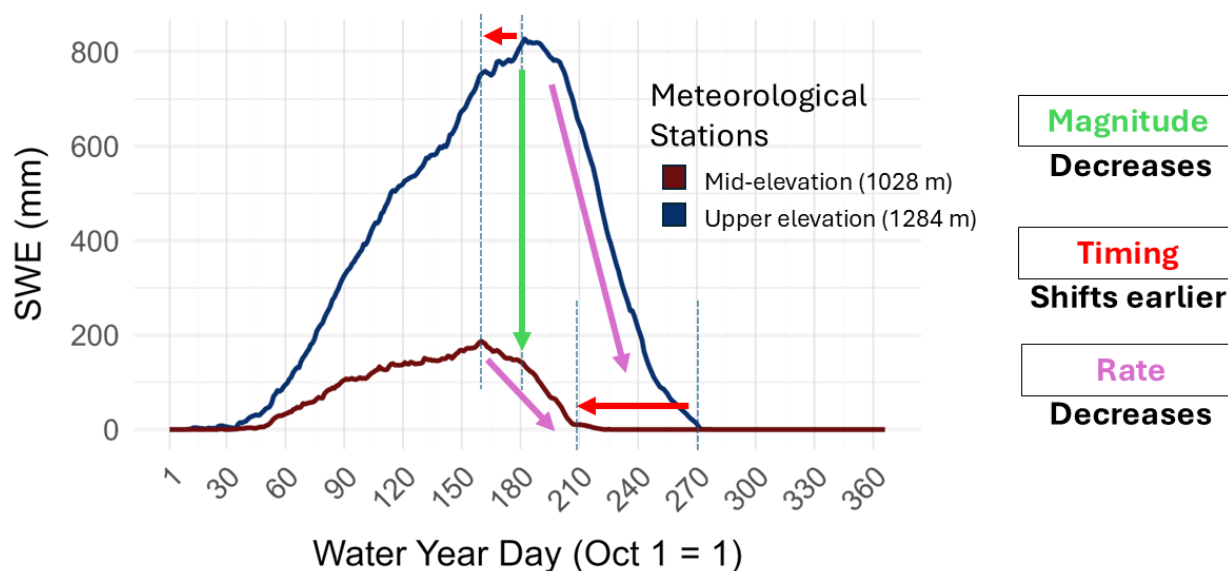 800
600
400
200
0
SWE (mm)
Meteorological
Stations
Mid-elevation (1028 m)
Upper elevation (1284 m)
1
30
60
90
120
150
180
210
240
270
300
330
360
Water Year Day (Oct 1 = 1)
Magnitude
Decreases
Timing
Shifts earlier
Rate
Decreases